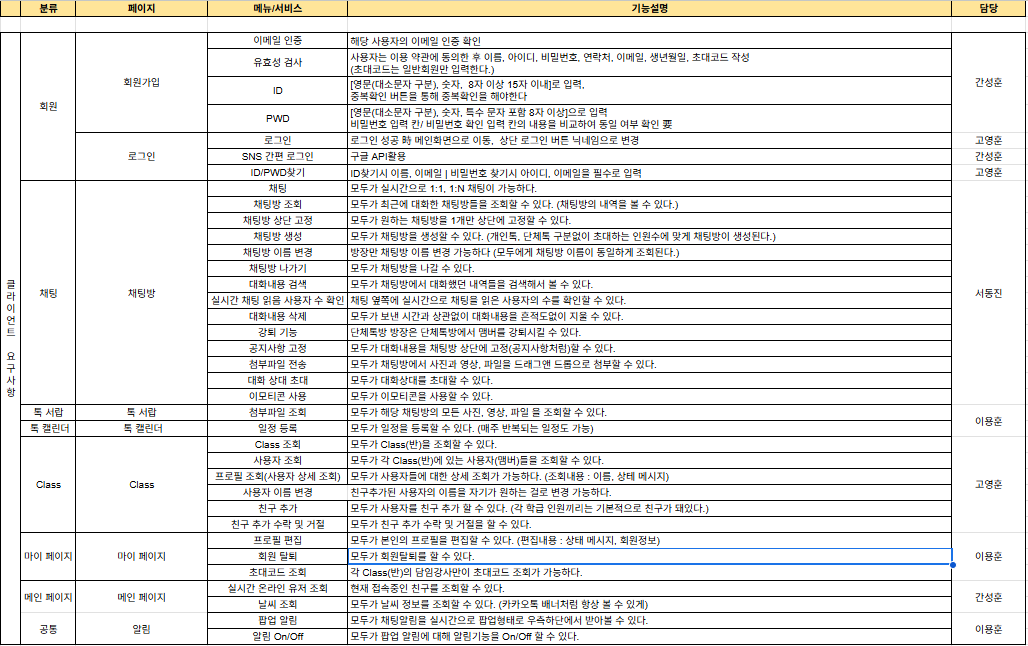 분류 페이지 메뉴/서비스 기능설명 담당
클라이언트 요구사항
회원 회원가입 이메일 인증 해당 사용자의 이메일 인증 확인 간성훈
유효성 검사 사용자는 이용 약관에 동의한 후 이름, 아이디, 비밀번호, 연락처, 이메일, 생년월일, 초대코드 작성
(초대코드는 일반회원만 입력한다.)
ID [영문(대소문자 구분), 숫자, 8자 이상 15자 이내]로 입력,
중복확인 버튼을 통해 중복확인을 해야한다
PWD [영문(대소문자 구분), 숫자, 특수 문자 포함 8자 이상]으로 입력
비밀번호 입력 칸/ 비밀번호 확인 입력 칸의 내용을 비교하여 동일 여부 확인 要
로그인 로그인 로그인 성공 時 메인화면으로 이동, 상단 로그인 버튼 닉네임으로 변경 고영훈
SNS 간편 로그인 구글 API활용 간성훈
ID/PWD찾기 ID찾기시 이름, 이메일 | 비밀번호 찾기시 아이디, 이메일을 필수로 입력 고영훈
채팅 채팅방 채팅 모두가 실시간으로 1:1, 1:N 채팅이 가능하다. 서동진
채팅방 조회 모두가 최근에 대화한 채팅방들을 조회할 수 있다. (채팅방의 내역을 볼 수 있다.)
채팅방 상단 고정 모두가 원하는 채팅방을 1개만 상단에 고정할 수 있다.
채팅방 생성 모두가 채팅방을 생성할 수 있다. (개인톡, 단체톡 구분없이 초대하는 인원수에 맞게 채팅방이 생성된다.)
채팅방 이름 변경 방장만 채팅방 이름 변경 가능하다 (모두에게 채팅방 이름이 동일하게 조회된다.)
채팅방 나가기 모두가 채팅방을 나갈 수 있다.
대화내용 검색 모두가 채팅방에서 대화했던 내역들을 검색해서 볼 수 있다.
실시간 채팅 읽음 사용자 수 확인 채팅 옆쪽에 실시간으로 채팅을 읽은 사용자의 수를 확인할 수 있다.
대화내용 삭제 모두가 보낸 시간과 상관없이 대화내용을 흔적도없이 지울 수 있다.
강퇴 기능 단체톡방 방장은 단체톡방에서 맴버를 강퇴시킬 수 있다.
공지사항 고정 모두가 대화내용을 채팅방 상단에 고정(공지사항처럼)할 수 있다.
첨부파일 전송 모두가 채팅방에서 사진과 영상, 파일을 드래그앤 드롭으로 첨부할 수 있다.
대화 상대 초대 모두가 대화상대를 초대할 수 있다.
이모티콘 사용 모두가 이모티콘을 사용할 수 있다.
톡 서랍 톡 서랍 첨부파일 조회 모두가 해당 채팅방의 모든 사진, 영상, 파일 을 조회할 수 있다. 이용훈
톡 캘린더 톡 캘린더 일정 등록 모두가 일정을 등록할 수 있다. (매주 반복되는 일정도 가능)
Class Class Class 조회 모두가 Class(반)을 조회할 수 있다. 고영훈
사용자 조회 모두가 각 Class(반)에 있는 사용자(맴버)들을 조회할 수 있다.
프로필 조회(사용자 상세 조회) 모두가 사용자들에 대한 상세 조회가 가능하다. (조회내용 : 이름, 상테 메시지)
사용자 이름 변경 친구추가된 사용자의 이름을 자기가 원하는 걸로 변경 가능하다.
친구 추가 모두가 사용자를 친구 추가 할 수 있다. (각 학급 인원끼리는 기본적으로 친구가 돼있다.)
친구 추가 수락 및 거절 모두가 친구 추가 수락 및 거절을 할 수 있다.
마이 페이지 마이 페이지 프로필 편집 모두가 본인의 프로필을 편집할 수 있다. (편집내용 : 상태 메시지, 회원정보) 이용훈
회원 탈퇴 모두가 회원탈퇴를 할 수 있다.
초대코드 조회 각 Class(반)의 담임강사만이 초대코드 조회가 가능하다.
메인 페이지 메인 페이지 실시간 온라인 유저 조회 현재 접속중인 친구를 조회할 수 있다. 간성훈
날씨 조회 모두가 날씨 정보를 조회할 수 있다. (카카오톡 배너처럼 항상 볼 수 있게)
공통 알림 팝업 알림 모두가 채팅알림을 실시간으로 팝업형태로 우측하단에서 받아볼 수 있다. 이용훈
알림 On/Off 모두가 팝업 알림에 대해 알림기능을 On/Off 할 수 있다.